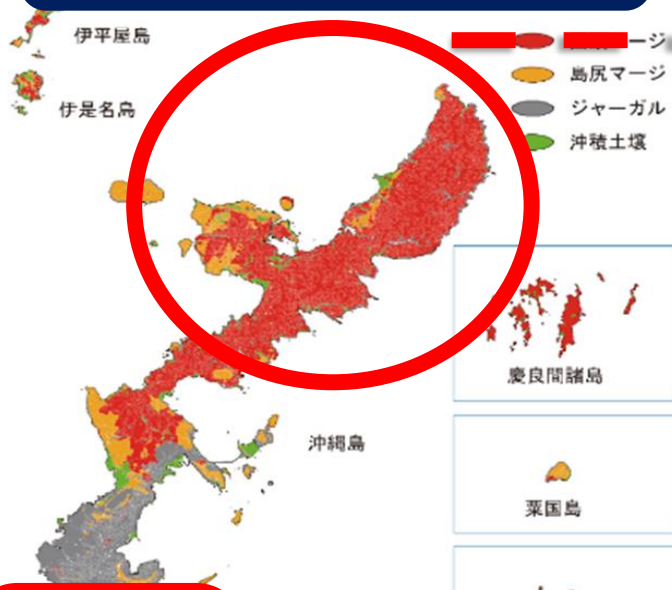 伊平屋島
ージ
島尻マージ
伊是名島
ジャーガル
沖積土壌
慶良間諸島
沖縄島
粟国島